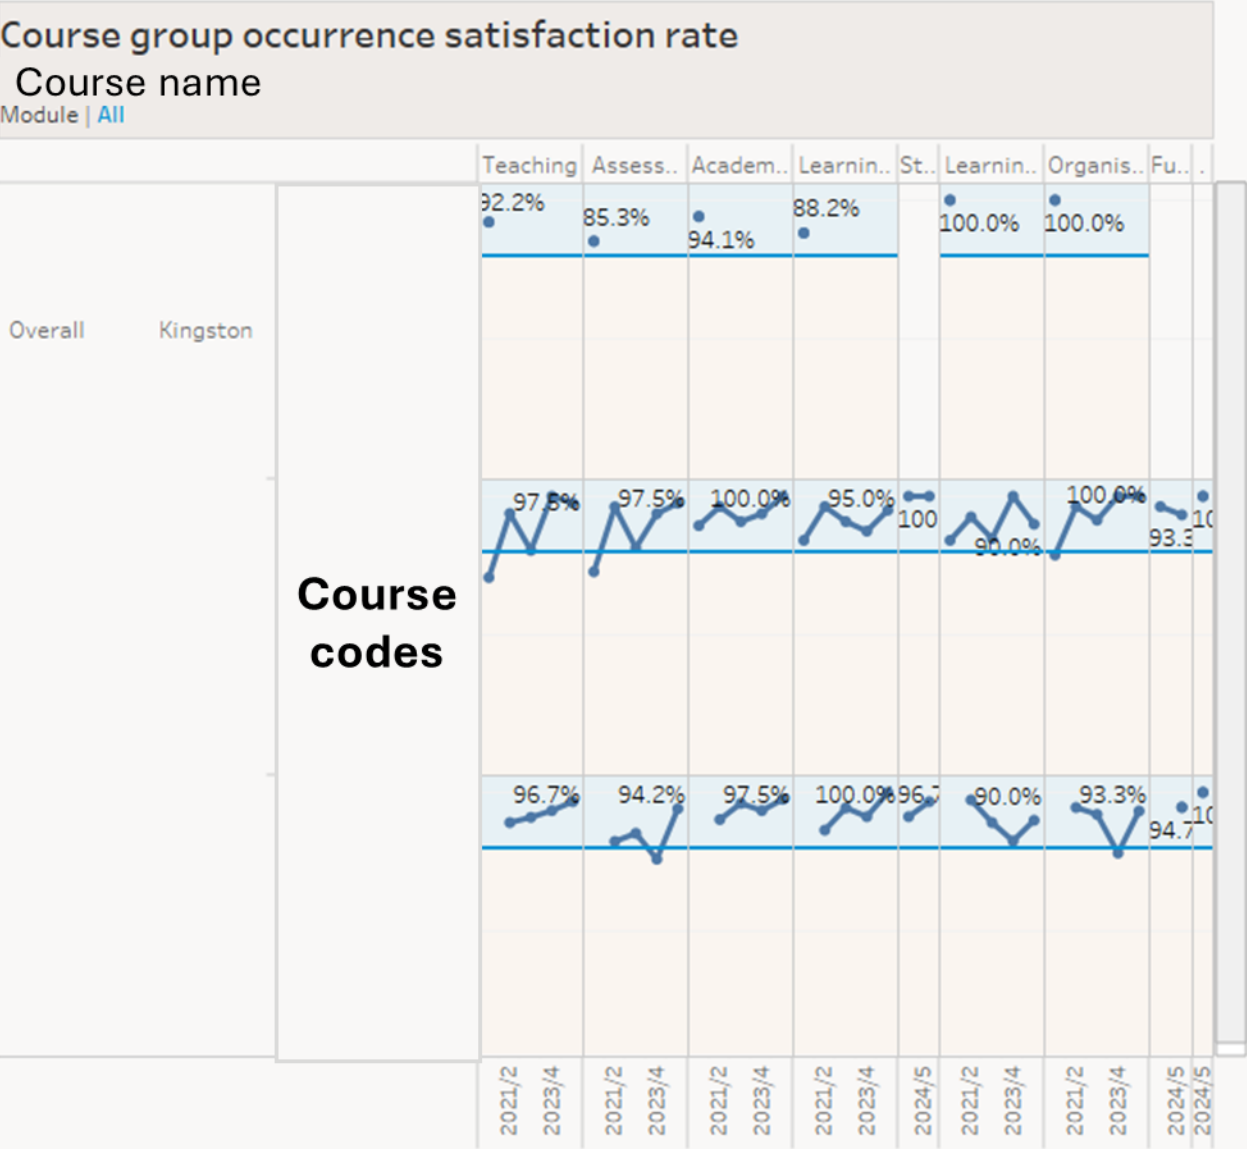 Course group occurrence satisfaction rate
Course name
Module | All
Teaching Assess.. Academ.. Learnin.. St.. Learnin.. Organis.. Fu.. .
92.2% 85.3% 94.1% 88.2% 100.0% 100.0%
Overall Kingston
97.5% 97.5% 100.0% 95.0% 100 90.0% 100.0% 93.3 10
Course
codes
96.7% 94.2% 97.5% 100.0% 96.7 90.0% 93.3% 94.7 10
2021/2 2023/4 2021/2 2023/4 2021/2 2023/4 2021/2 2023/4 2024/5 2021/2 2023/4 2021/2 2023/4 2024/5 2024/5